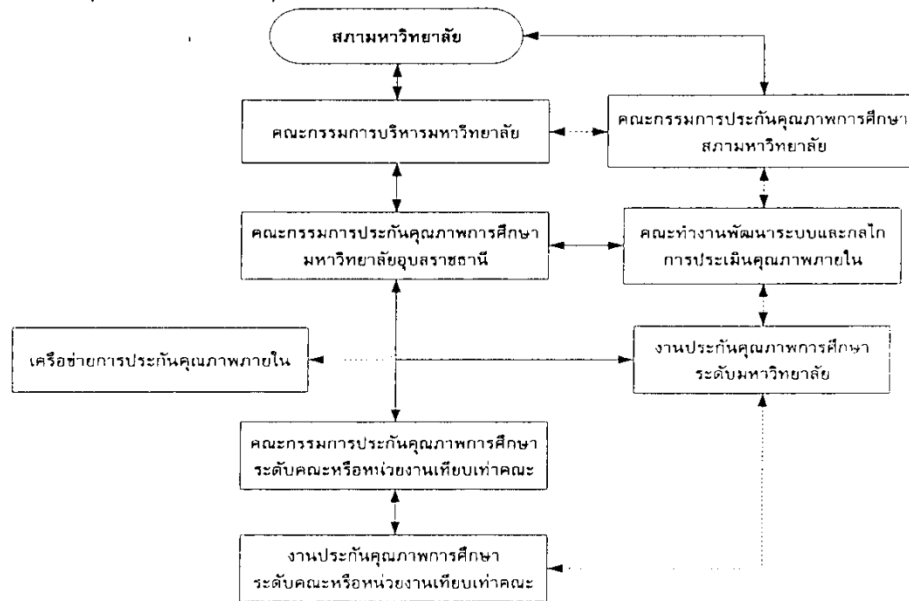 สภามหาวิทยาลัย
คณะกรรมการบริหารมหาวิทยาลัย
คณะกรรมการประกันคุณภาพการศึกษา
สภามหาวิทยาลัย
คณะกรรมการประกันคุณภาพการศึกษา
มหาวิทยาลัยอุบลราชธานี
คณะทำงานพัฒนาระบบและกลไก
การประเมินคุณภาพภายใน
เครือข่ายการประกันคุณภาพภายใน
งานประกันคุณภาพการศึกษา
ระดับมหาวิทยาลัย
คณะกรรมการประกันคุณภาพการศึกษา
ระดับคณะหรือหน่วยงานเทียบเท่าคณะ
งานประกันคุณภาพการศึกษา
ระดับคณะหรือหน่วยงานเทียบเท่าคณะ